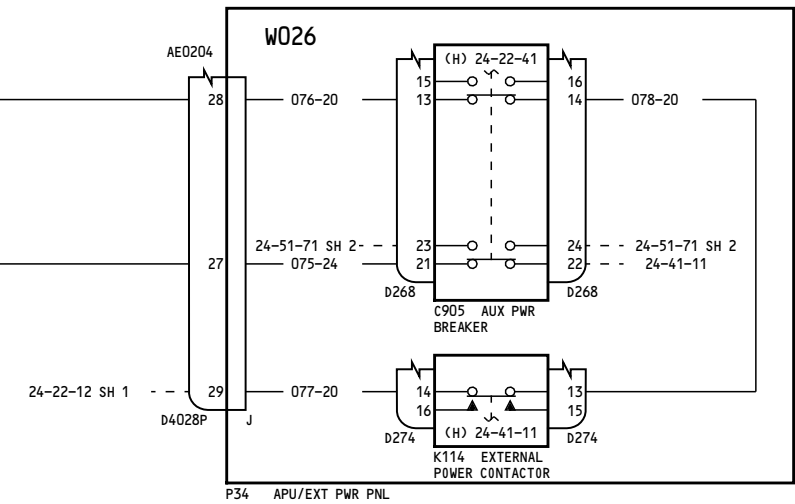 W026
AE0204
(H) 24-22-41
15
16
28
076-20
13
14
078-20
24-51-71 SH 2
23
24
24-51-71 SH 2
27
075-24
21
22
24-41-11
D268
D268
C905 AUX PWR
BREAKER
24-22-12 SH 1
29
077-20
14
13
16
15
D4028P
J
(H) 24-41-11
D274
D274
K114 EXTERNAL
POWER CONTACTOR
P34 APU/EXT PWR PNL